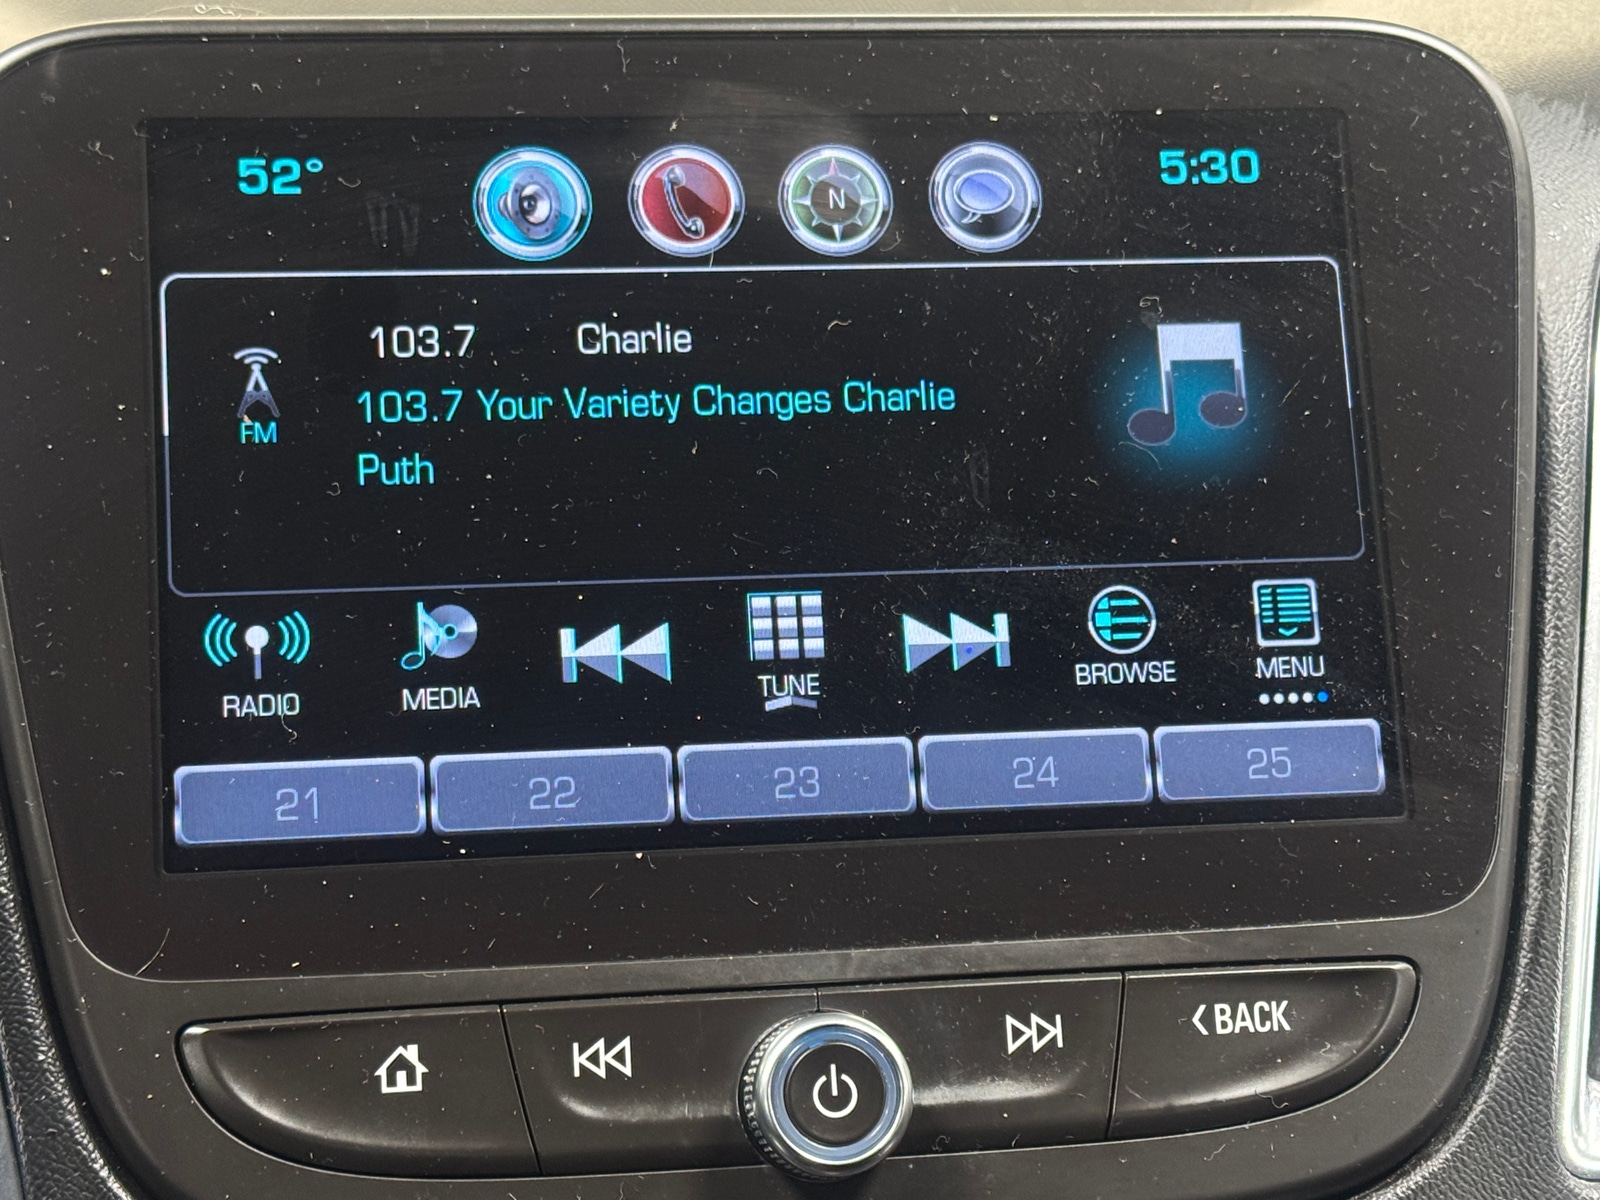 52° 5:30
N
103.7 Charlie
103.7 Your Variety Changes Charlie
Puth
FM
RADIO MEDIA TUNE BROWSE MENU
21 22 23 24 25
BACK